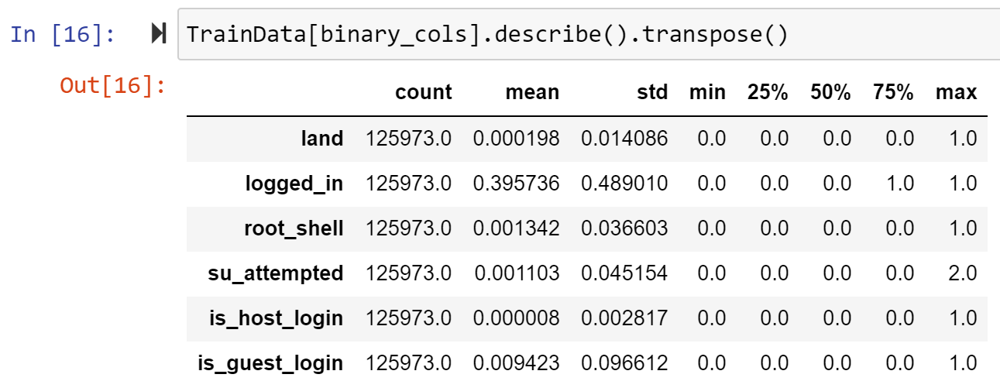 In [16]: TrainData[binary_cols].describe().transpose()
Out[16]:
count mean std min 25% 50% 75% max
land 125973.0 0.000198 0.014086 0.0 0.0 0.0 0.0 1.0
logged_in 125973.0 0.395736 0.489010 0.0 0.0 0.0 1.0 1.0
root_shell 125973.0 0.001342 0.036603 0.0 0.0 0.0 0.0 1.0
su_attempted 125973.0 0.001103 0.045154 0.0 0.0 0.0 0.0 2.0
is_host_login 125973.0 0.000008 0.002817 0.0 0.0 0.0 0.0 1.0
is_guest_login 125973.0 0.009423 0.096612 0.0 0.0 0.0 0.0 1.0